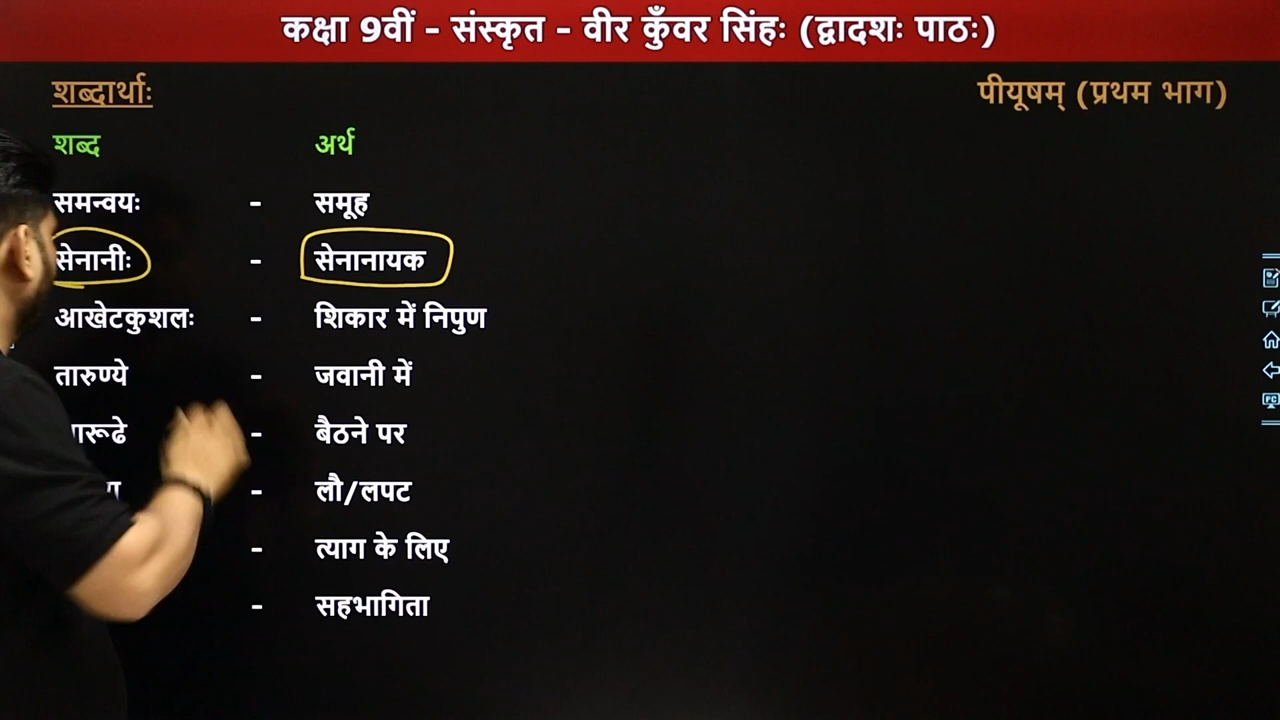 कक्षा 9वीं - संस्कृत - वीर कुँवर सिंहः (द्वादशः पाठः)
शब्दार्थाः
पीयूषम् (प्रथम भाग)
शब्द अर्थ
समन्वयः - समूह
सेनानीः - सेनानायक
आखेटकुशलः - शिकार में निपुण
तारुण्ये - जवानी में
- बैठने पर
- लौ/लपट
- त्याग के लिए
- सहभागिता